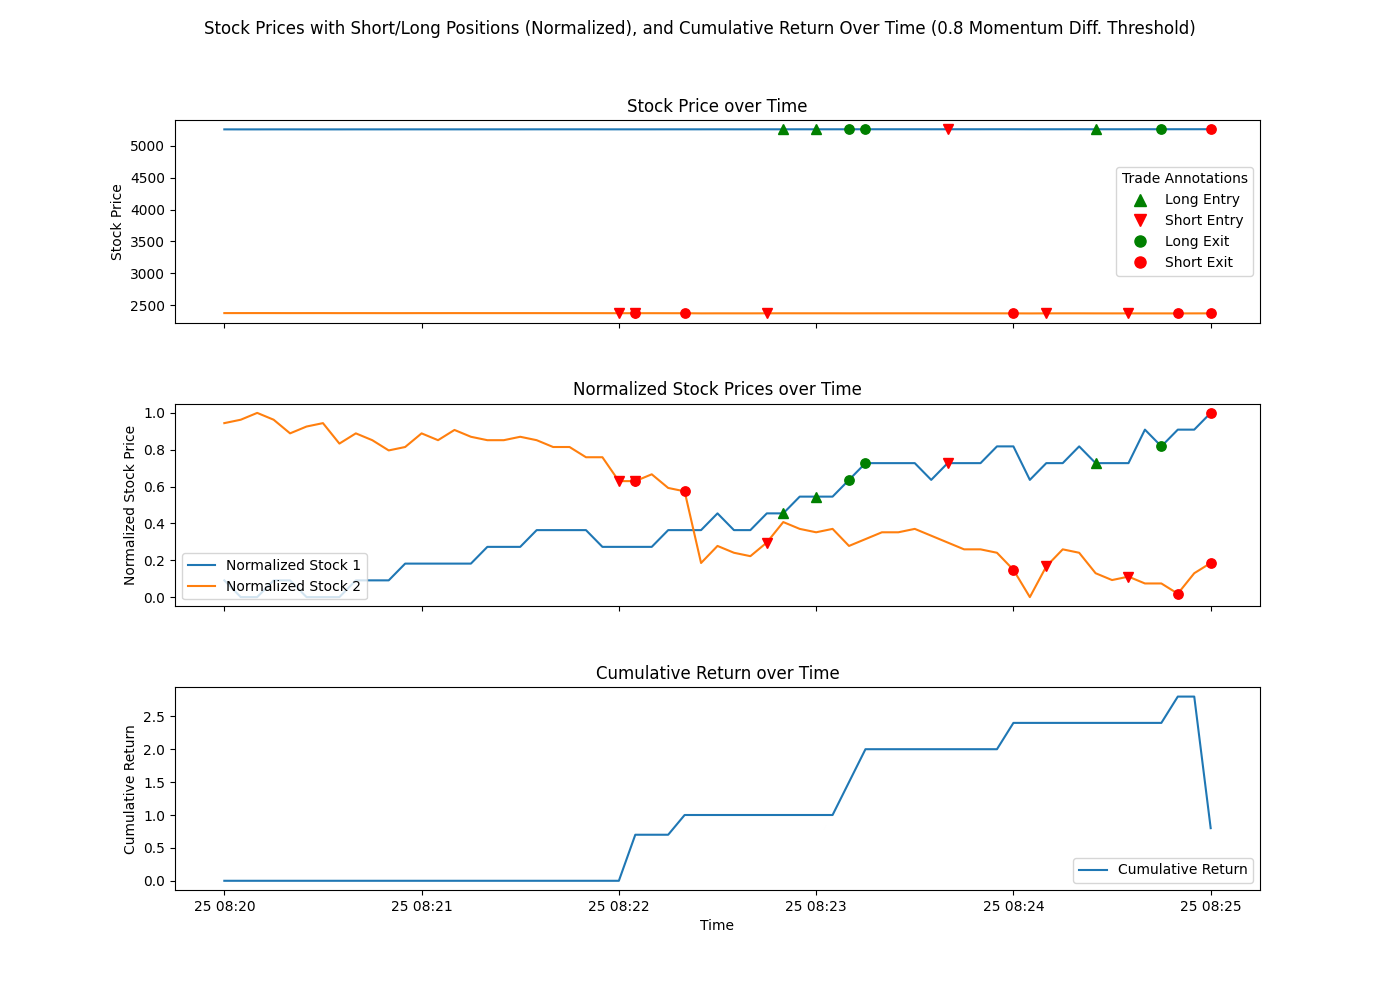 Stock Prices with Short/Long Positions (Normalized), and Cumulative Return Over Time (0.8 Momentum Diff. Threshold)
Stock Price over Time
Stock Price
5000
4500
4000
3500
3000
2500
Trade Annotations
Long Entry
Short Entry
Long Exit
Short Exit
Normalized Stock Prices over Time
Normalized Stock Price
1.0
0.8
0.6
0.4
0.2
0.0
Normalized Stock 1
Normalized Stock 2
Cumulative Return over Time
Cumulative Return
2.5
2.0
1.5
1.0
0.5
0.0
Cumulative Return
25 08:20 25 08:21 25 08:22 25 08:23 25 08:24 25 08:25
Time